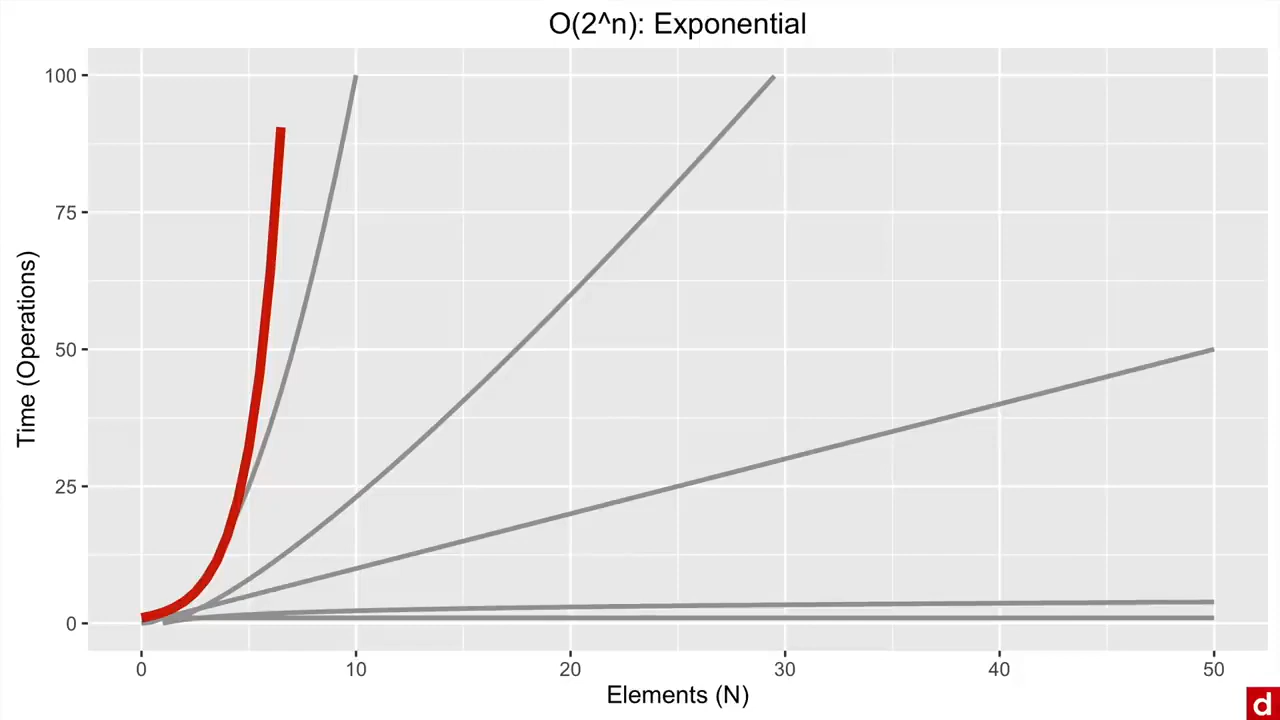 O(2^n): Exponential
100
75
50
25
0
Time (Operations)
0 10 20 30 40 50
Elements (N)
d